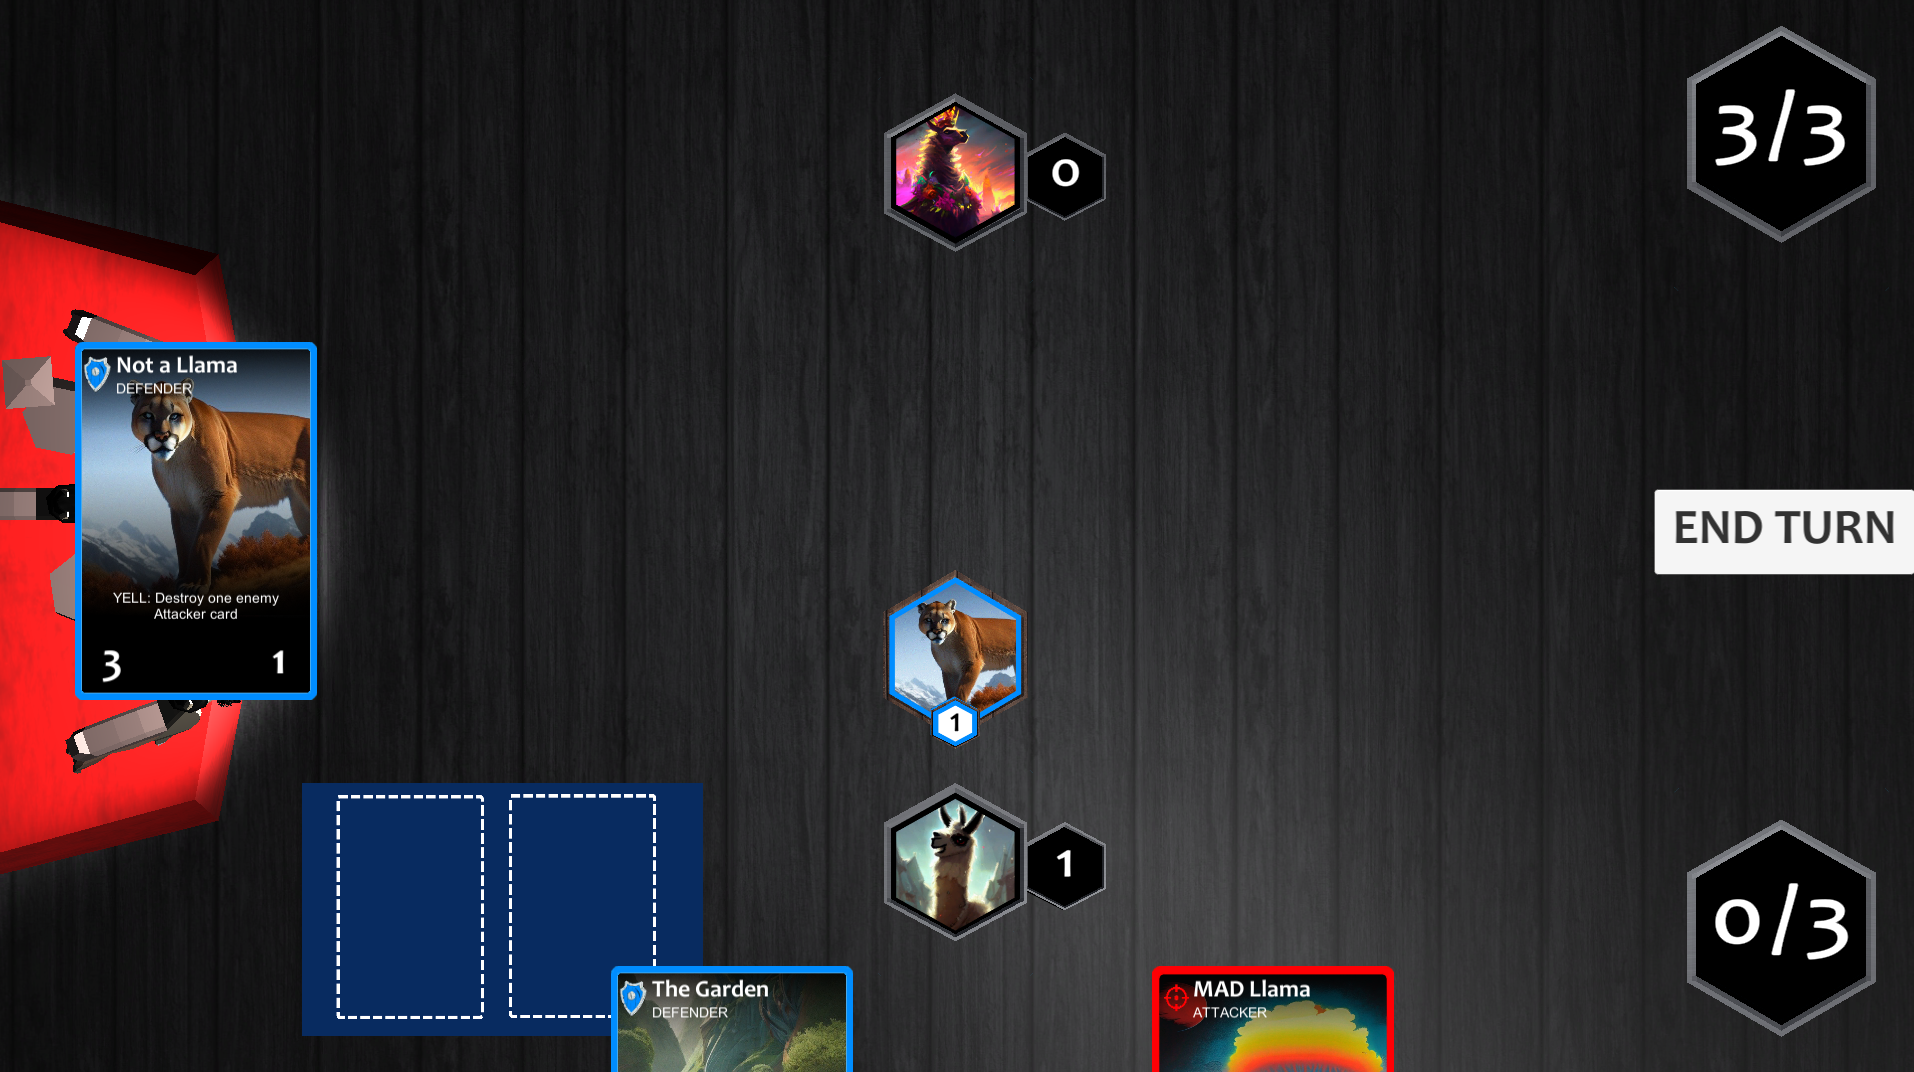 3/3
0
Not a Llama
DEFENDER
YELL: Destroy one enemy
Attacker card
3 1
END TURN
1
1
0/3
The Garden
DEFENDER
MAD Llama
ATTACKER